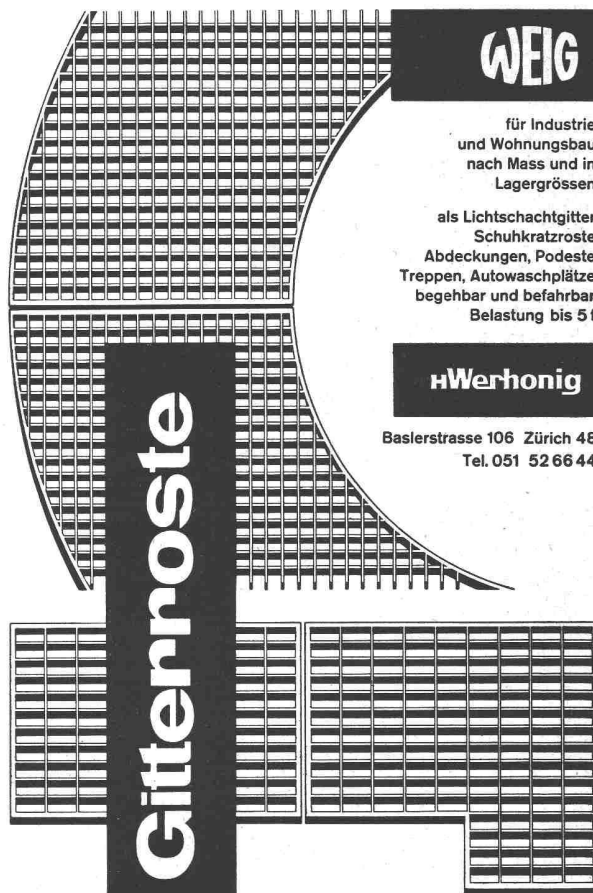 WEIG
für Industrie
und Wohnungsbau
nach Mass und in
Lagergrössen
als Lichtschachtgitter
Schuhkratzroste
Abdeckungen, Podeste
Treppen, Autowaschplätze
begehbar und befahrbar
Belastung bis 5 t
HWerhonig
Baslerstrasse 106 Zürich 48
Tel. 051 52 66 44
Gitterroste